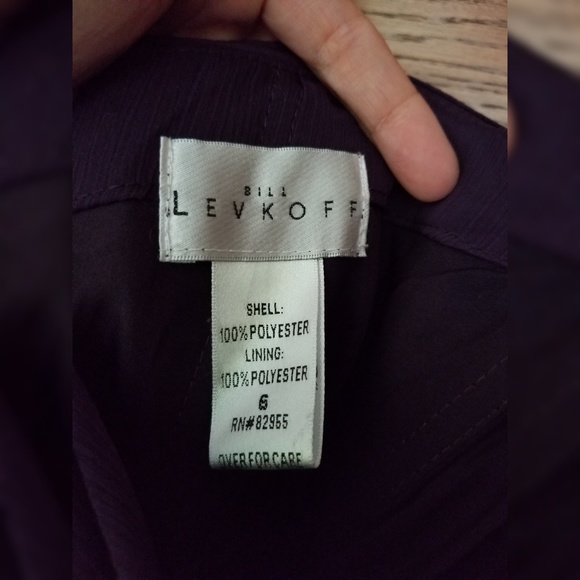 BILL
LEVKOFF
SHELL:
100%POLYESTER
LINING:
100%POLYESTER
6
RN#82955
OVER FOR CARE